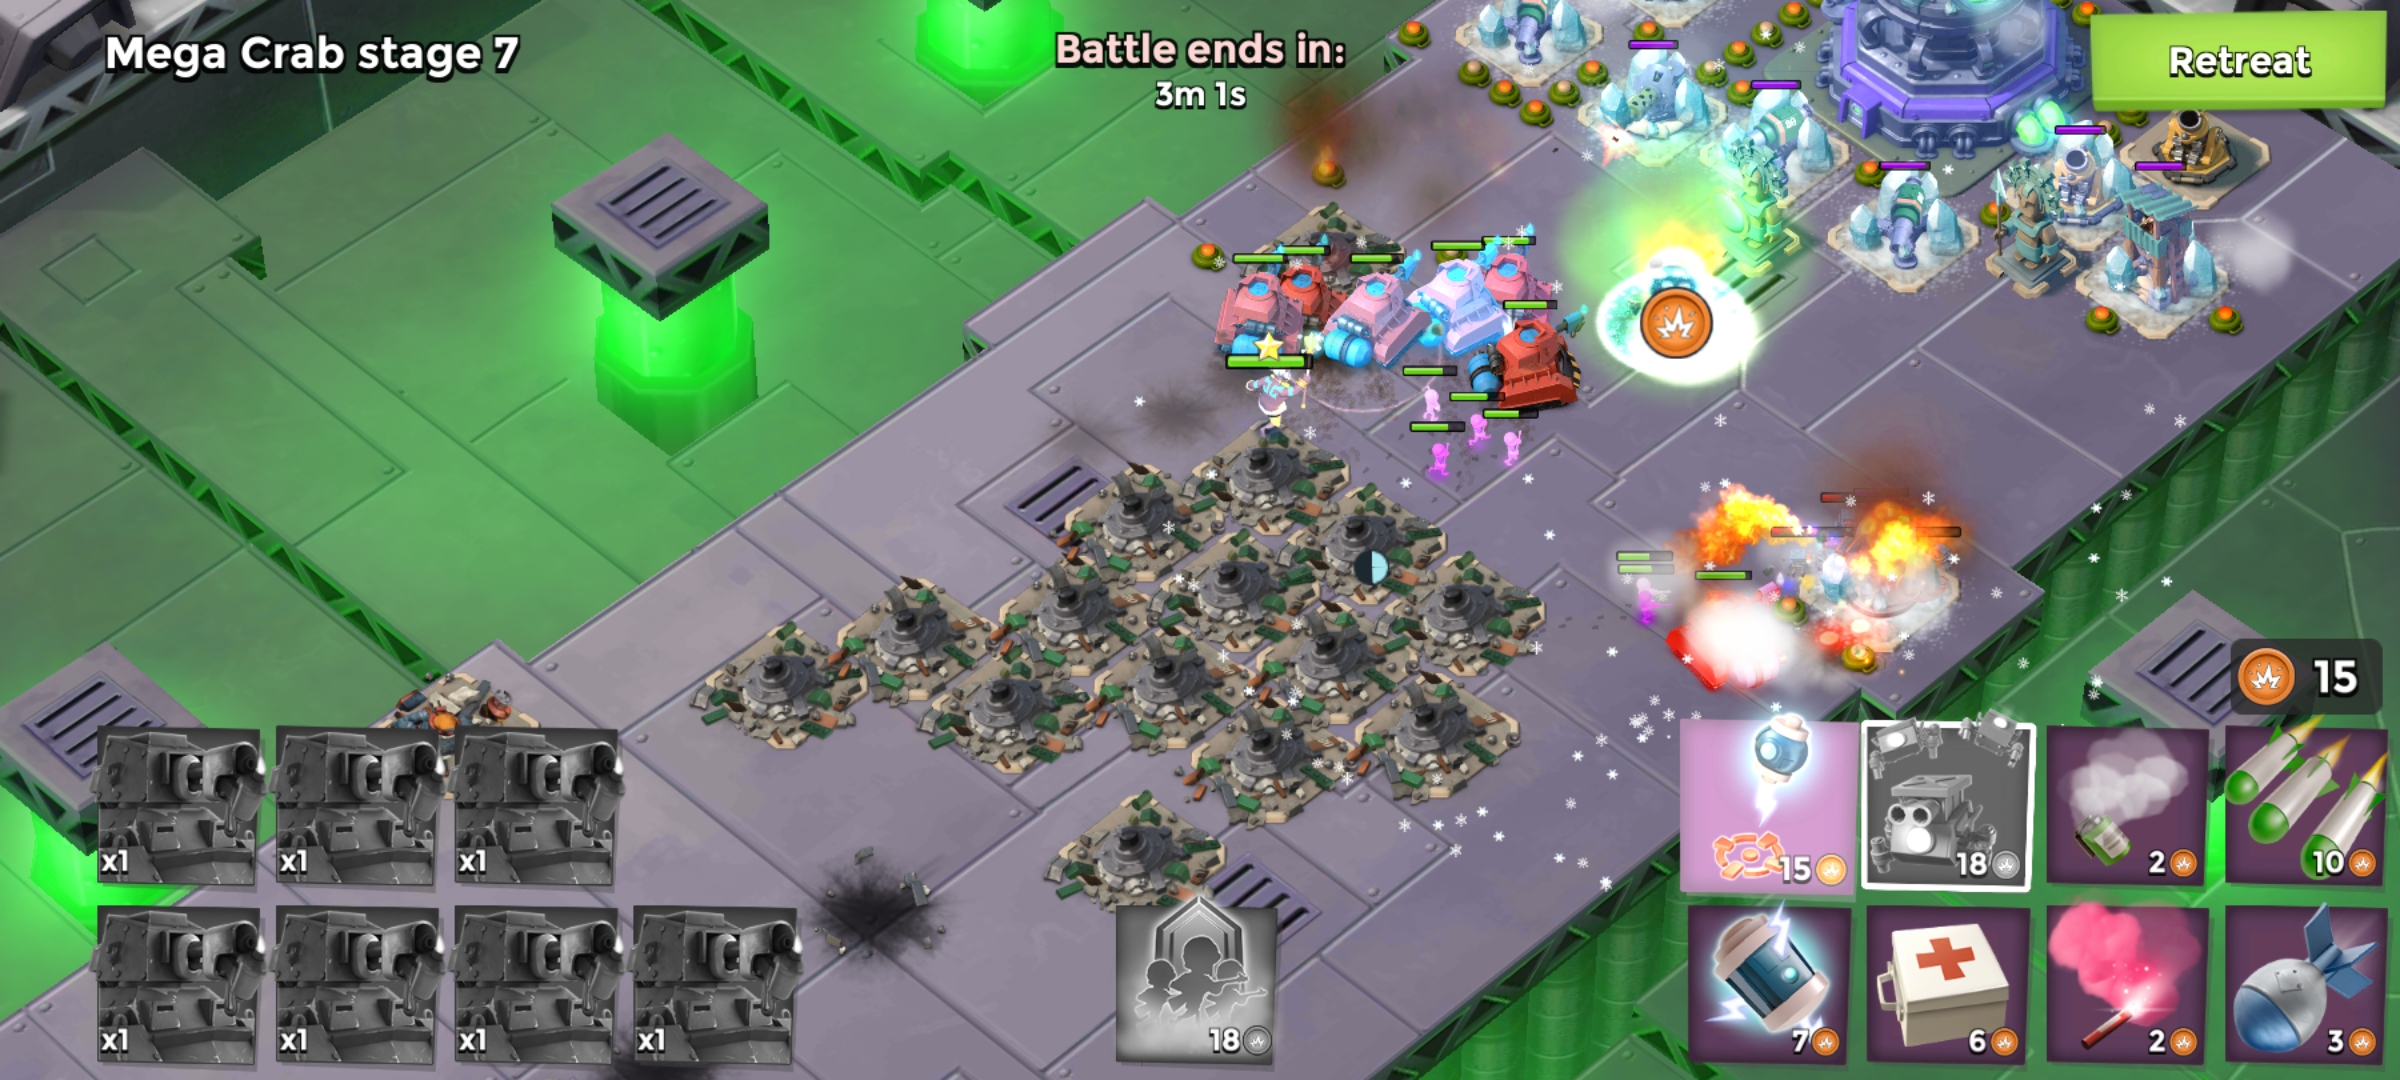 Mega Crab stage 7
Battle ends in:
3m 1s
Retreat
15
x1
x1
x1
15
18
2
10
x1
x1
x1
x1
18
7
6
2
3